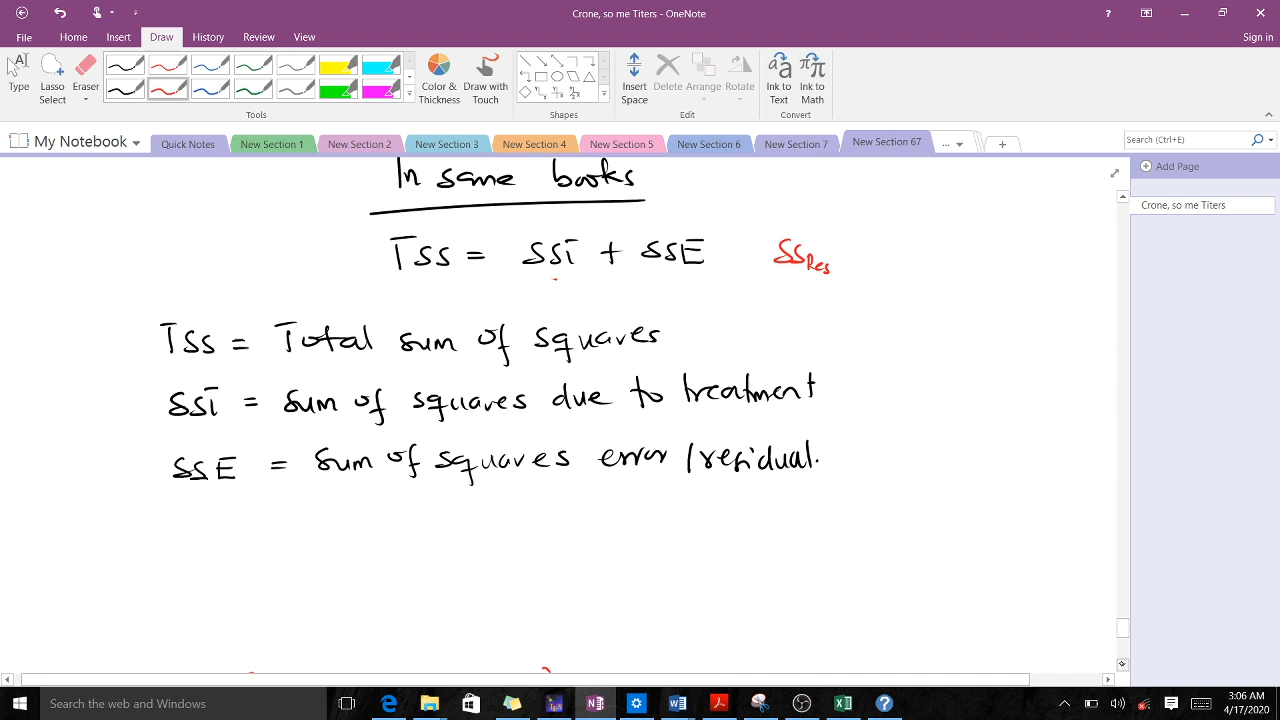 Crone, so me Titers - OneNote
Sign in
File Home Insert Draw History Review View
Type Lasso Select Eraser Color & Thickness Draw with Touch Insert Space Delete Arrange Rotate Ink to Text Ink to Math
Tools Shapes Edit Convert
My Notebook Quick Notes New Section 1 New Section 2 New Section 3 New Section 4 New Section 5 New Section 6 New Section 7 New Section 67 ... Search (Ctrl+E)
Add Page
Crone, so me Titers
In same books
TSS = SST + SSE SSRes
TSS = Total sum of squares
SST = sum of squares due to treatment
SSE = sum of squares error / residual.
Search the web and Windows
3:06 AM
4/17/2020